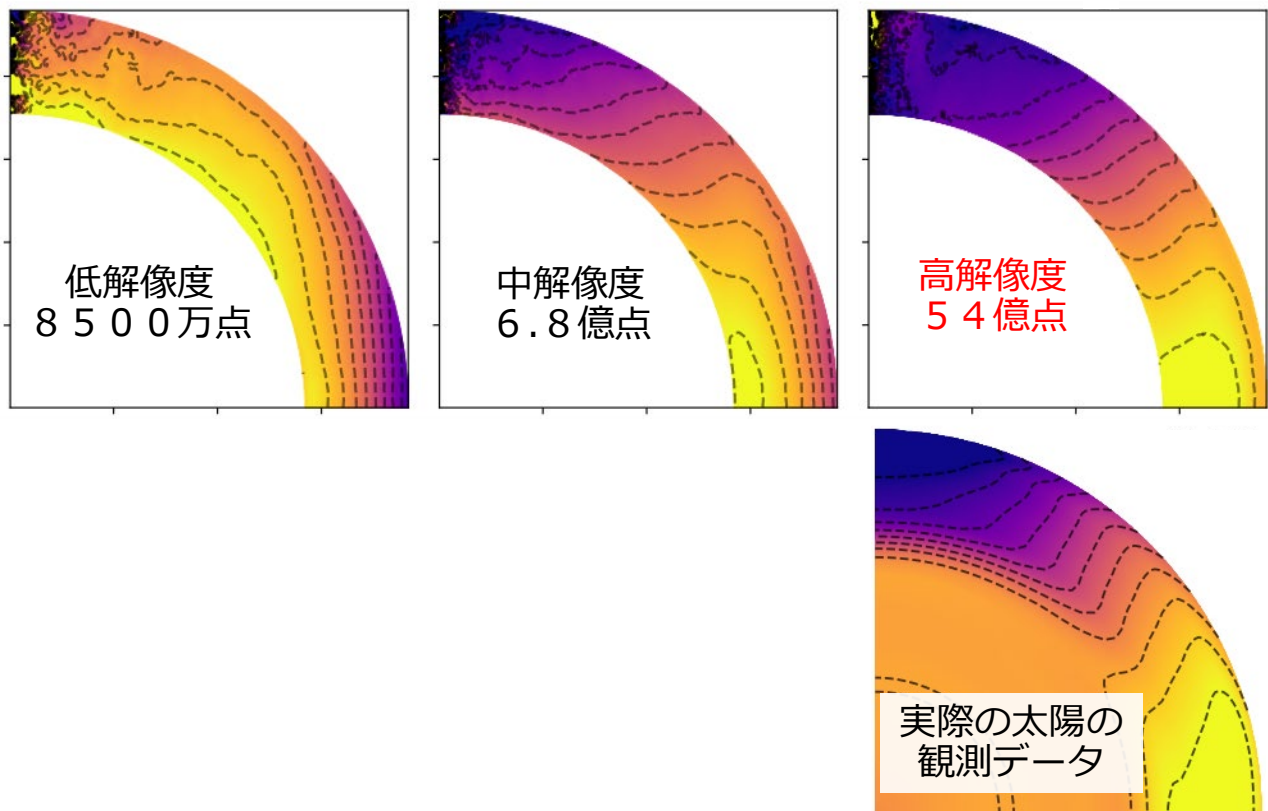 低解像度
８５００万点
中解像度
６.８億点
高解像度
５４億点
実際の太陽の
観測データ